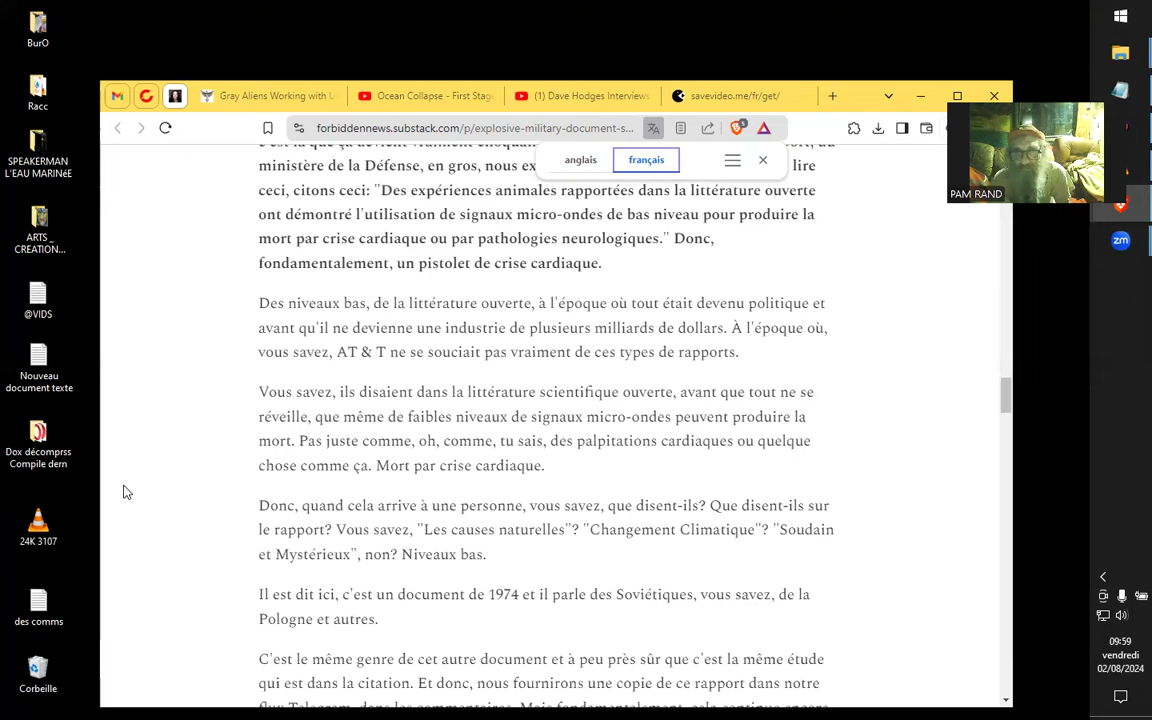 BurO
Racc
SPEAKERMAN
L'EAU MARINéE
ARTS _
CREATION...
@VIDS
Nouveau
document texte
Dox décomprss
Compile dern
24K 3107
des comms
Corbeille
Gray Aliens Working with U
Ocean Collapse - First Stag
(1) Dave Hodges Interviews
savevideo.me/fr/get/
forbiddennews.substack.com/p/explosive-military-document-s...
5
anglais
français
PAM RAND
ministère de la Défense, en gros, nous ex
lire
ceci, citons ceci: "Des expériences animales rapportées dans la littérature ouverte
ont démontré l'utilisation de signaux micro-ondes de bas niveau pour produire la
mort par crise cardiaque ou par pathologies neurologiques." Donc,
fondamentalement, un pistolet de crise cardiaque.
Des niveaux bas, de la littérature ouverte, à l'époque où tout était devenu politique et
avant qu'il ne devienne une industrie de plusieurs milliards de dollars. À l'époque où,
vous savez, AT & T ne se souciait pas vraiment de ces types de rapports.
Vous savez, ils disaient dans la littérature scientifique ouverte, avant que tout ne se
réveille, que même de faibles niveaux de signaux micro-ondes peuvent produire la
mort. Pas juste comme, oh, comme, tu sais, des palpitations cardiaques ou quelque
chose comme ça. Mort par crise cardiaque.
Donc, quand cela arrive à une personne, vous savez, que disent-ils? Que disent-ils sur
le rapport? Vous savez, "Les causes naturelles"? "Changement Climatique"? "Soudain
et Mystérieux", non? Niveaux bas.
Il est dit ici, c'est un document de 1974 et il parle des Soviétiques, vous savez, de la
Pologne et autres.
C'est le même genre de cet autre document et à peu près sûr que c'est la même étude
qui est dans la citation. Et donc, nous fournirons une copie de ce rapport dans notre
flux Telegram, dans les commentaires. Mais fondamentalement, cela continue encore
zm
09:59
vendredi
02/08/2024